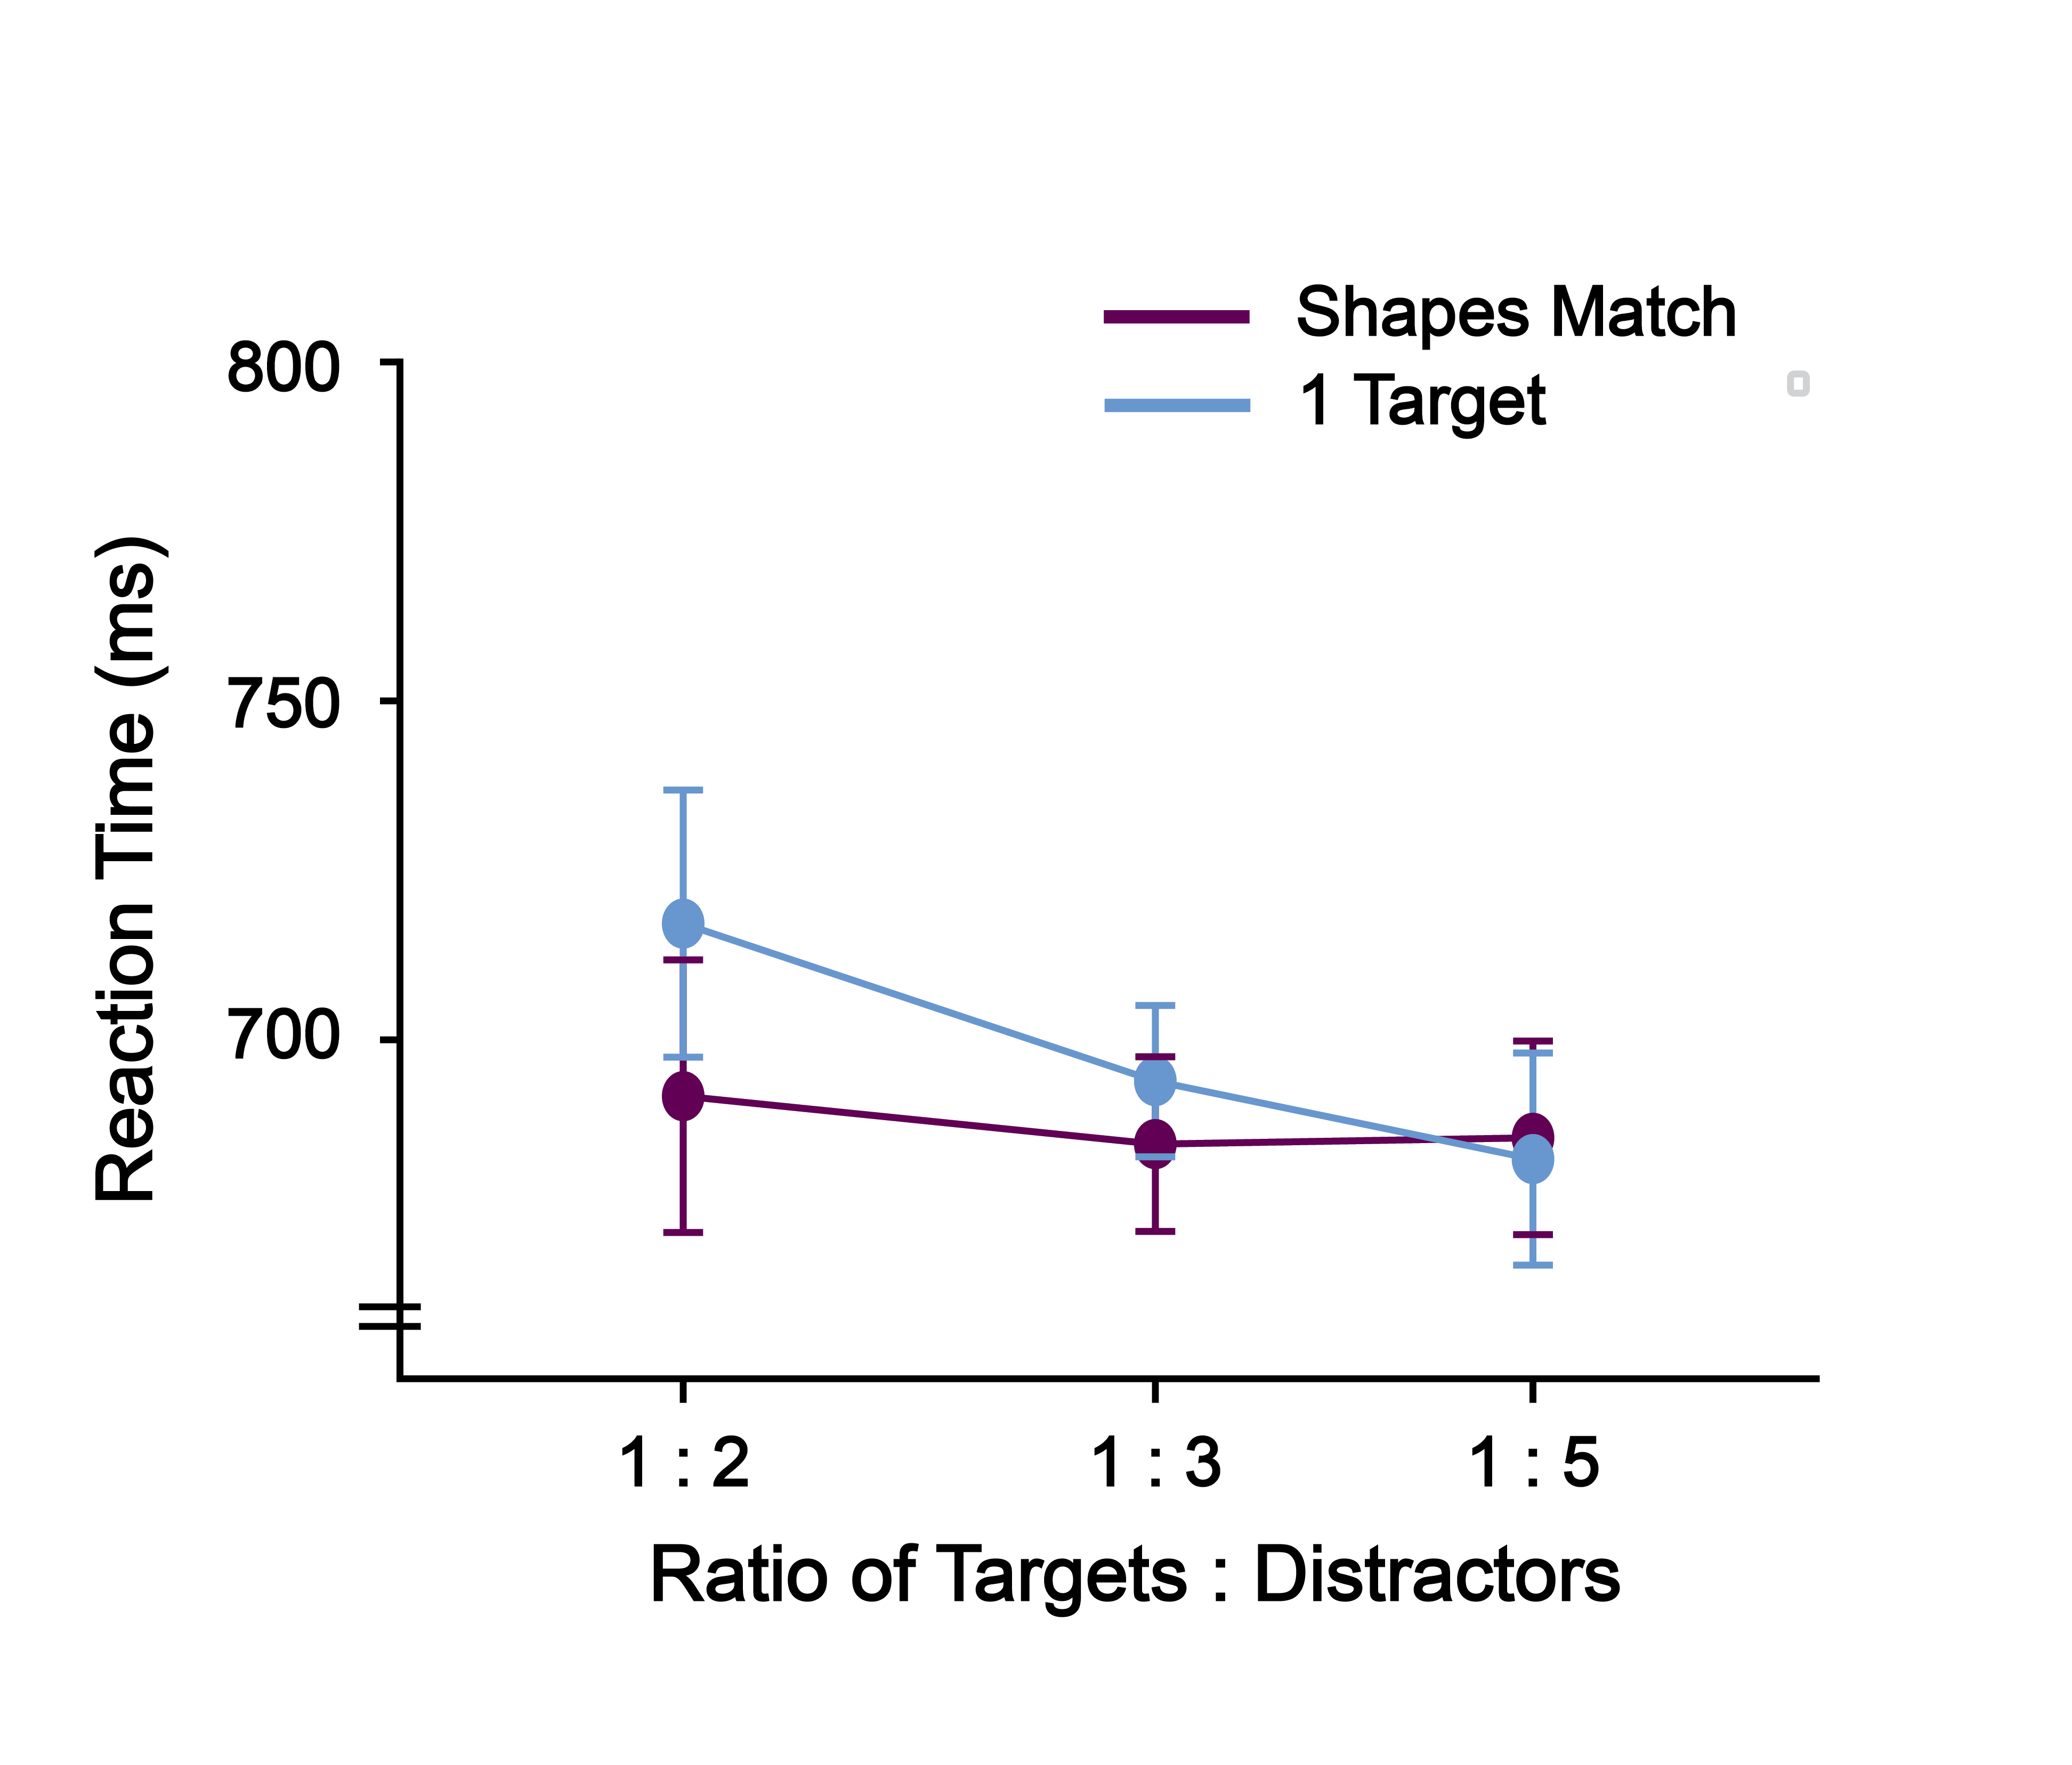 Shapes Match
1 Target
800
750
700
Reaction Time (ms)
1 : 2
1 : 3
1 : 5
Ratio of Targets : Distractors